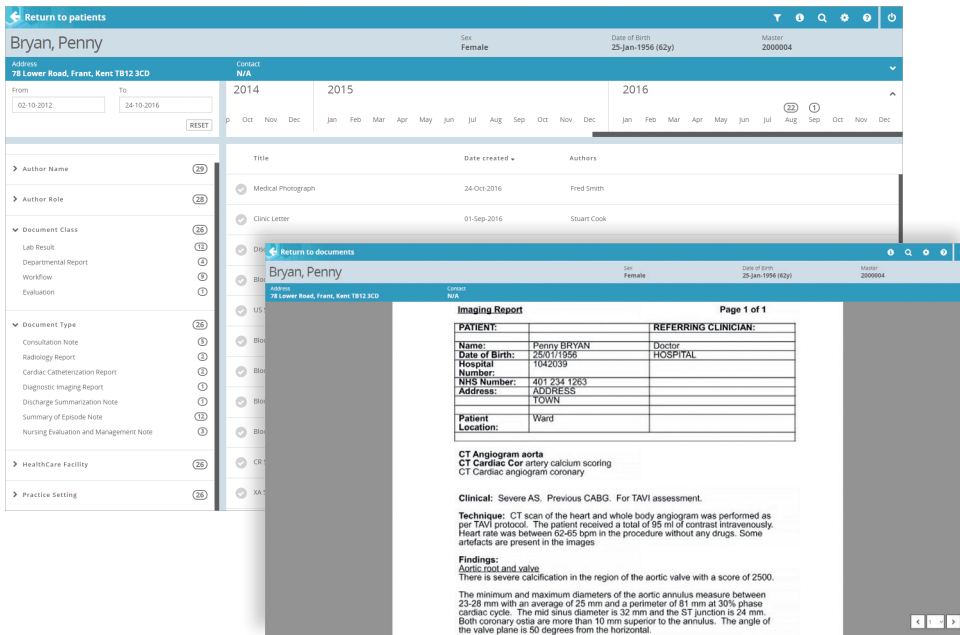 Return to patients
Bryan, Penny
Sex
Female
Date of Birth
25-Jan-1956 (62y)
Master
2000004
Address
78 Lower Road, Frant, Kent TB12 3CD
Contact
N/A
From
To
02-10-2012
24-10-2016
RESET
2014
2015
2016
22
1
p Oct Nov Dec Jan Feb Mar Apr May Jun Jul Aug Sep Oct Nov Dec Jan Feb Mar Apr May Jun Jul Aug Sep Oct Nov Dec
Author Name 29
Author Role 28
Document Class 26
Lab Result 12
Departmental Report 4
Workflow 9
Evaluation 1
Document Type 26
Consultation Note 5
Radiology Report 2
Cardiac Catheterization Report 2
Diagnostic Imaging Report 1
Discharge Summarization Note 1
Summary of Episode Note 12
Nursing Evaluation and Management Note 3
HealthCare Facility 26
Practice Setting 26
Title Date created Authors
Medical Photograph 24-Oct-2016 Fred Smith
Clinic Letter 01-Sep-2016 Stuart Cook
Disc
Bloo
US S
Bloo
Bloo
Bloo
Bloo
CR S
XA S
Return to documents
Bryan, Penny
Sex
Female
Date of Birth
25-Jan-1956 (62y)
Master
2000004
Address
78 Lower Road, Frant, Kent TB12 3CD
Contact
N/A
Imaging Report Page 1 of 1
PATIENT: REFERRING CLINICIAN:
Name: Penny BRYAN Doctor
Date of Birth: 25/01/1956 HOSPITAL
Hospital 1042039
Number:
NHS Number: 401 234 1263
Address: ADDRESS
TOWN
Patient Ward
Location:
CT Angiogram aorta
CT Cardiac Cor artery calcium scoring
CT Cardiac angiogram coronary
Clinical: Severe AS. Previous CABG. For TAVI assessment.
Technique: CT scan of the heart and whole body angiogram was performed as
per TAVI protocol. The patient received a total of 95 ml of contrast intravenously.
Heart rate was between 62-65 bpm in the procedure without any drugs. Some
artefacts are present in the images
Findings:
Aortic root and valve
There is severe calcification in the region of the aortic valve with a score of 2500.
The minimum and maximum diameters of the aortic annulus measure between
23-28 mm with an average of 25 mm and a perimeter of 81 mm at 30% phase
cardiac cycle. The mid sinus diameter is 32 mm and the ST junction is 24 mm.
Both coronary ostia are more than 10 mm superior to the annulus. The angle of
the valve plane is 50 degrees from the horizontal.
1